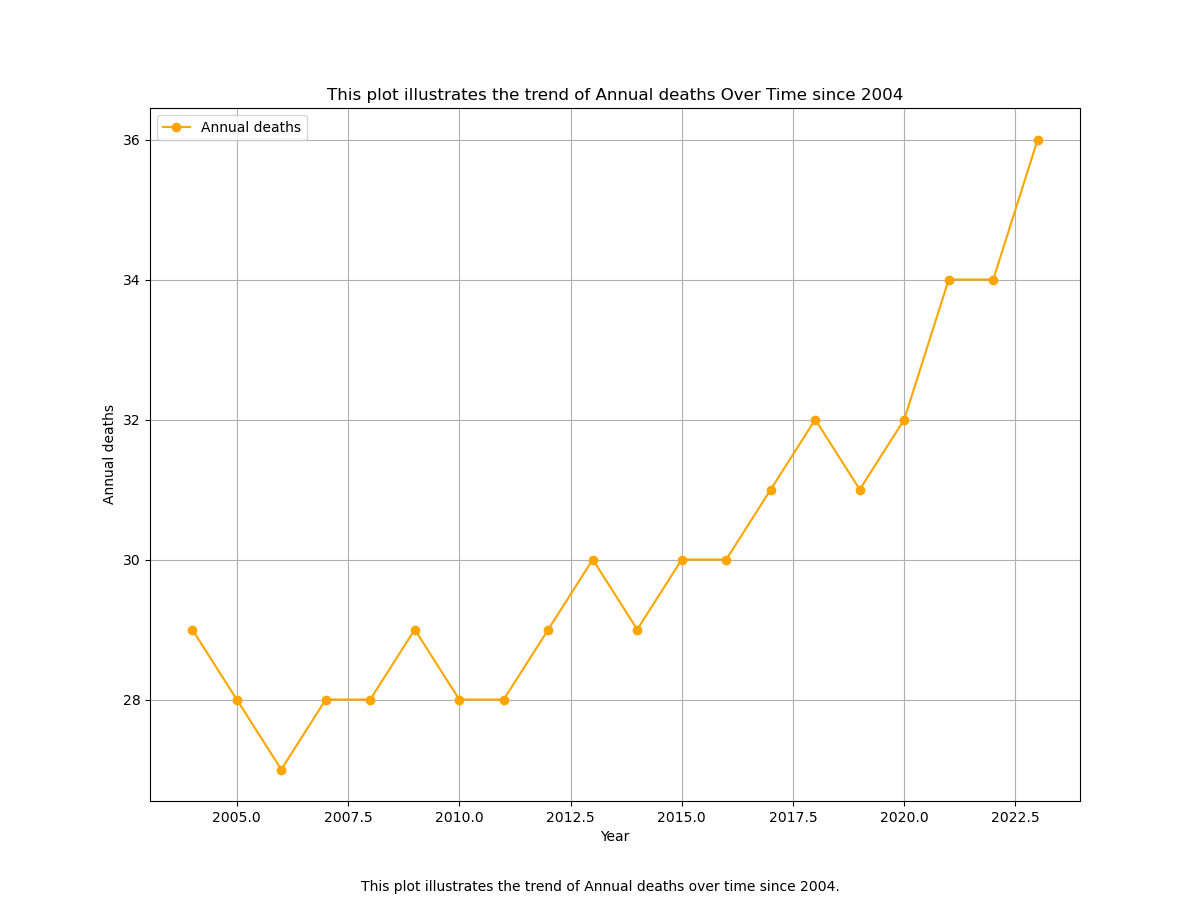 This plot illustrates the trend of Annual deaths Over Time since 2004
Annual deaths
36
34
32
30
28
Annual deaths
2005.0 2007.5 2010.0 2012.5 2015.0 2017.5 2020.0 2022.5
Year
This plot illustrates the trend of Annual deaths over time since 2004.